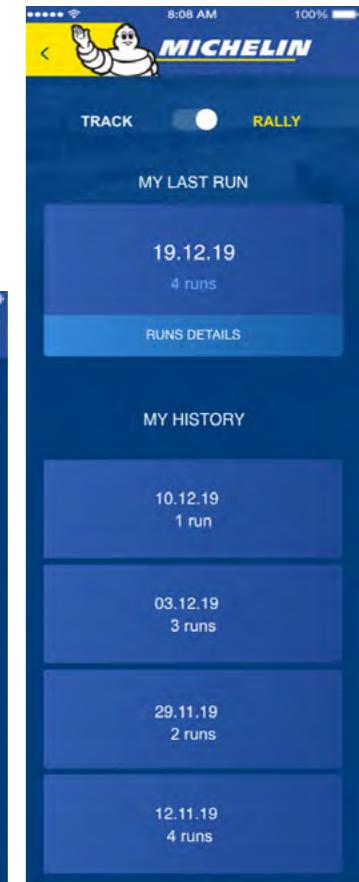 8:08 AM 100%
MICHELIN
TRACK RALLY
MY LAST RUN
19.12.19
4 runs
RUNS DETAILS
MY HISTORY
10.12.19
1 run
03.12.19
3 runs
29.11.19
2 runs
12.11.19
4 runs